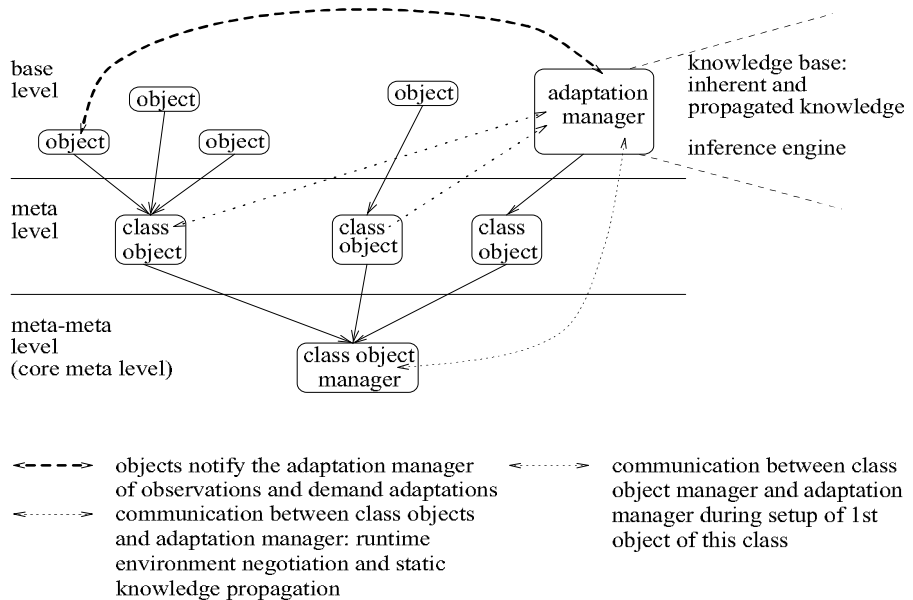 base
level
object
object
object
object
adaptation
manager
knowledge base:
inherent and
propagated knowledge
inference engine
meta
level
class
object
class
object
class
object
meta-meta
level
(core meta level)
class object
manager
objects notify the adaptation manager
of observations and demand adaptations
communication between class objects
and adaptation manager: runtime
environment negotiation and static
knowledge propagation
communication between class
object manager and adaptation
manager during setup of 1st
object of this class